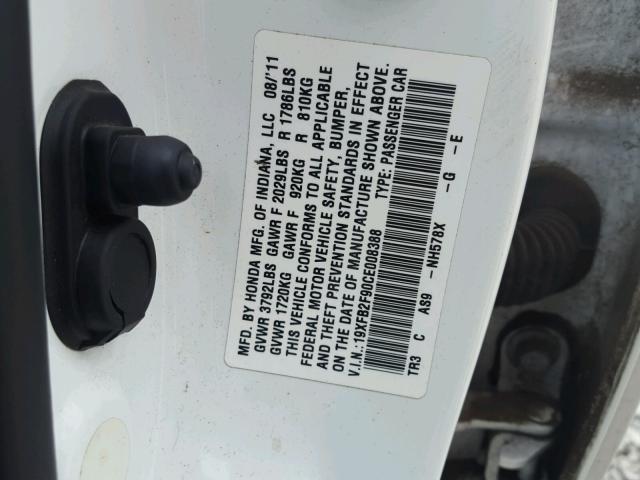 MFD. BY HONDA MFG. OF INDIANA, LLC 08/'11
GVWR 3792LBS GAWR F 2029LBS R 1786LBS
GVWR 1720KG GAWR F 920KG R 810KG
THIS VEHICLE CONFORMS TO ALL APPLICABLE
FEDERAL MOTOR VEHICLE SAFETY, BUMPER,
AND THEFT PREVENTION STANDARDS IN EFFECT
ON THE DATE OF MANUFACTURE SHOWN ABOVE.
V.I.N.:19XFB2F90CE008388 TYPE: PASSENGER CAR
TR3 C AS9 -NH578X -G -E